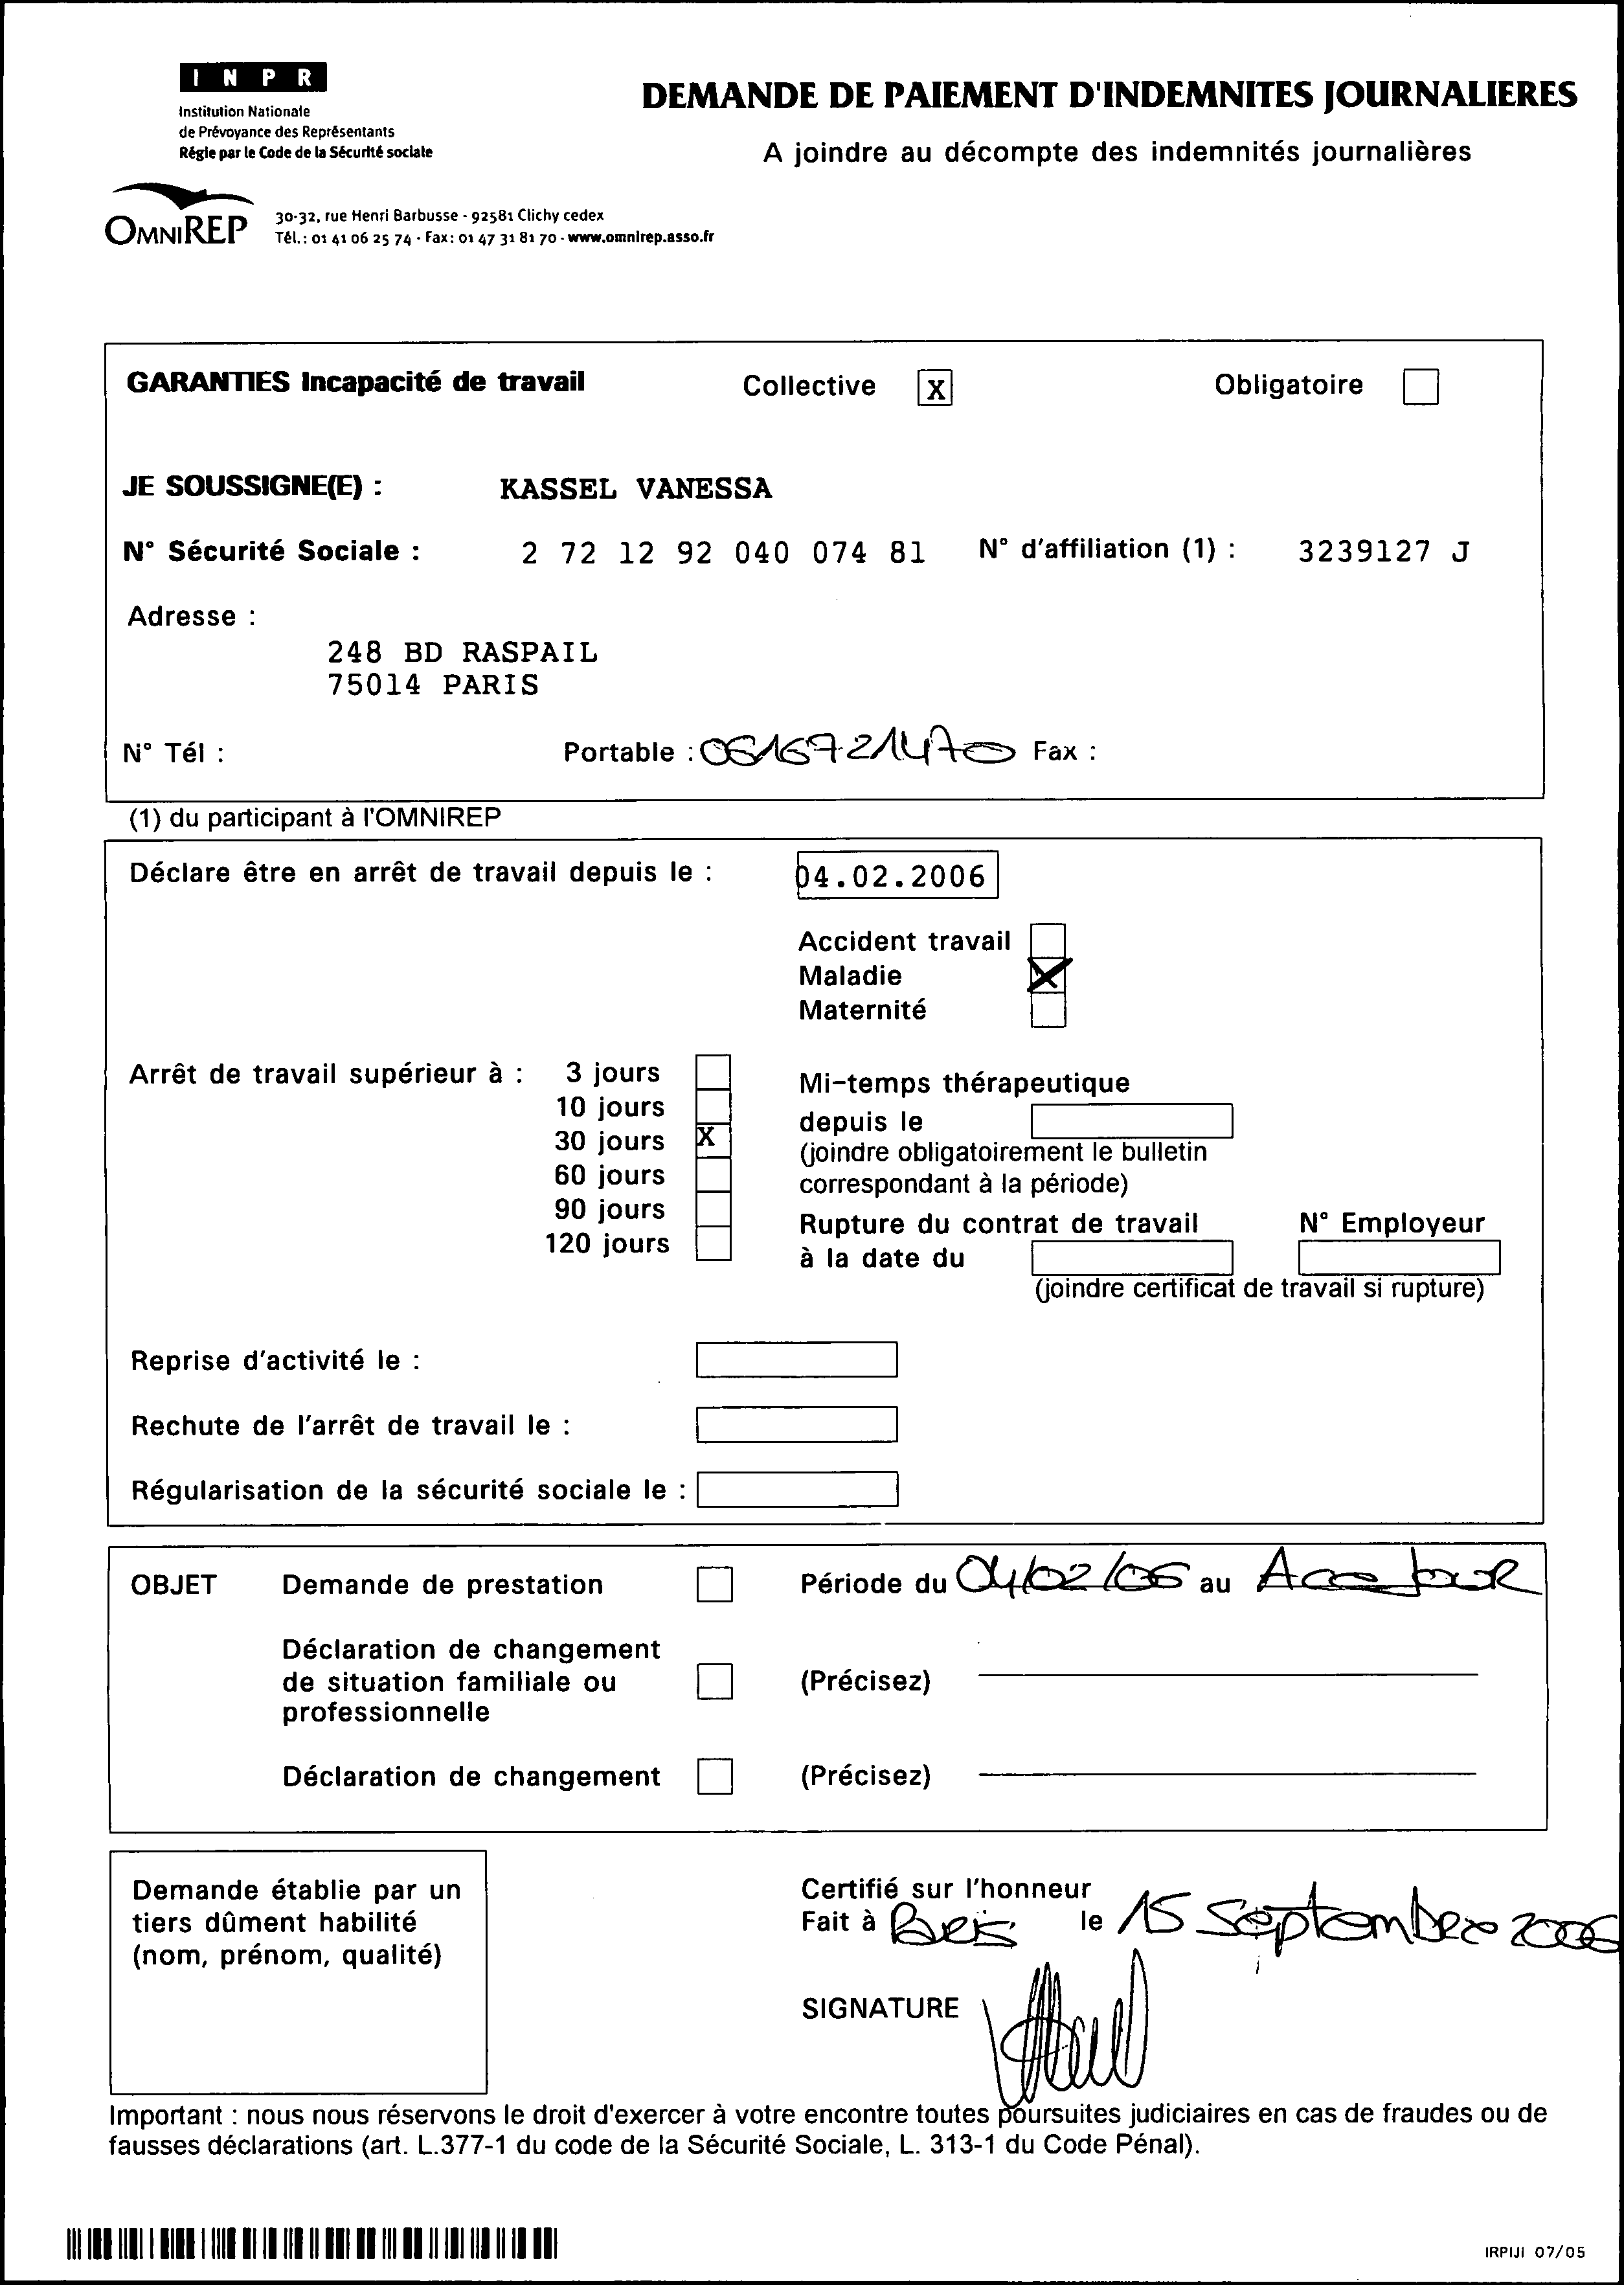 INPR
Institution Nationale
de Prévoyance des Représentants
Régie par le Code de la Sécurité sociale
DEMANDE DE PAIEMENT D'INDEMNITES JOURNALIERES
A joindre au décompte des indemnités journalières
OMNIREP
30-32, rue Henri Barbusse - 92581 Clichy cedex
Tél.: 01 41 06 25 74 - Fax: 01 47 31 81 70 - www.omnirep.asso.fr
GARANTIES Incapacité de travail Collective X Obligatoire
JE SOUSSIGNE(E) : KASSEL VANESSA
N° Sécurité Sociale : 2 72 12 92 040 074 81 N° d'affiliation (1) : 3239127 J
Adresse :
248 BD RASPAIL
75014 PARIS
N° Tél : Portable : 0616721470 Fax :
(1) du participant à l'OMNIREP
Déclare être en arrêt de travail depuis le : 04.02.2006
Accident travail
Maladie X
Maternité
Arrêt de travail supérieur à : 3 jours
10 jours
30 jours X
60 jours
90 jours
120 jours
Mi-temps thérapeutique
depuis le
(joindre obligatoirement le bulletin
correspondant à la période)
Rupture du contrat de travail N° Employeur
à la date du
(joindre certificat de travail si rupture)
Reprise d'activité le :
Rechute de l'arrêt de travail le :
Régularisation de la sécurité sociale le :
OBJET Demande de prestation Période du 04/02/06 au Ace Jour
Déclaration de changement
de situation familiale ou
professionnelle
(Précisez)
Déclaration de changement (Précisez)
Demande établie par un
tiers dûment habilité
(nom, prénom, qualité)
Certifié sur l'honneur
Fait à Paris le 15 Septembre 2006
SIGNATURE
Important : nous nous réservons le droit d'exercer à votre encontre toutes poursuites judiciaires en cas de fraudes ou de
fausses déclarations (art. L.377-1 du code de la Sécurité Sociale, L. 313-1 du Code Pénal).
IRPIJI 07/05